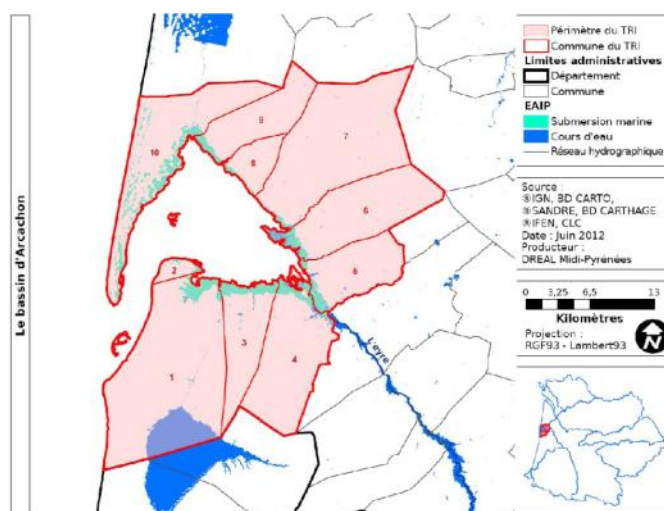 Le bassin d'Arcachon
10
9
8
7
6
5
2
1
3
4
L'eyre
Périmètre du TRI
Commune du TRI
Limites administratives
Département
Commune
EAIP
Submersion marine
Cours d'eau
Réseau hydrographique
Source :
®IGN, BD CARTO,
®SANDRE, BD CARTHAGE
®IFEN, CLC
Date : Juin 2012
Producteur :
DREAL Midi-Pyrénées
0 3,25 6,5 13
Kilomètres
Projection :
RGF93 - Lambert93
N